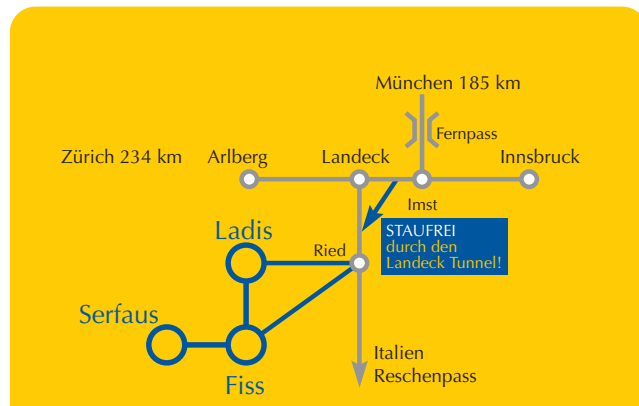 München 185 km
Fernpass
Zürich 234 km
Arlberg
Landeck
Innsbruck
Imst
STAUFREI
durch den
Landeck Tunnel!
Ladis
Ried
Serfaus
Fiss
Italien
Reschenpass